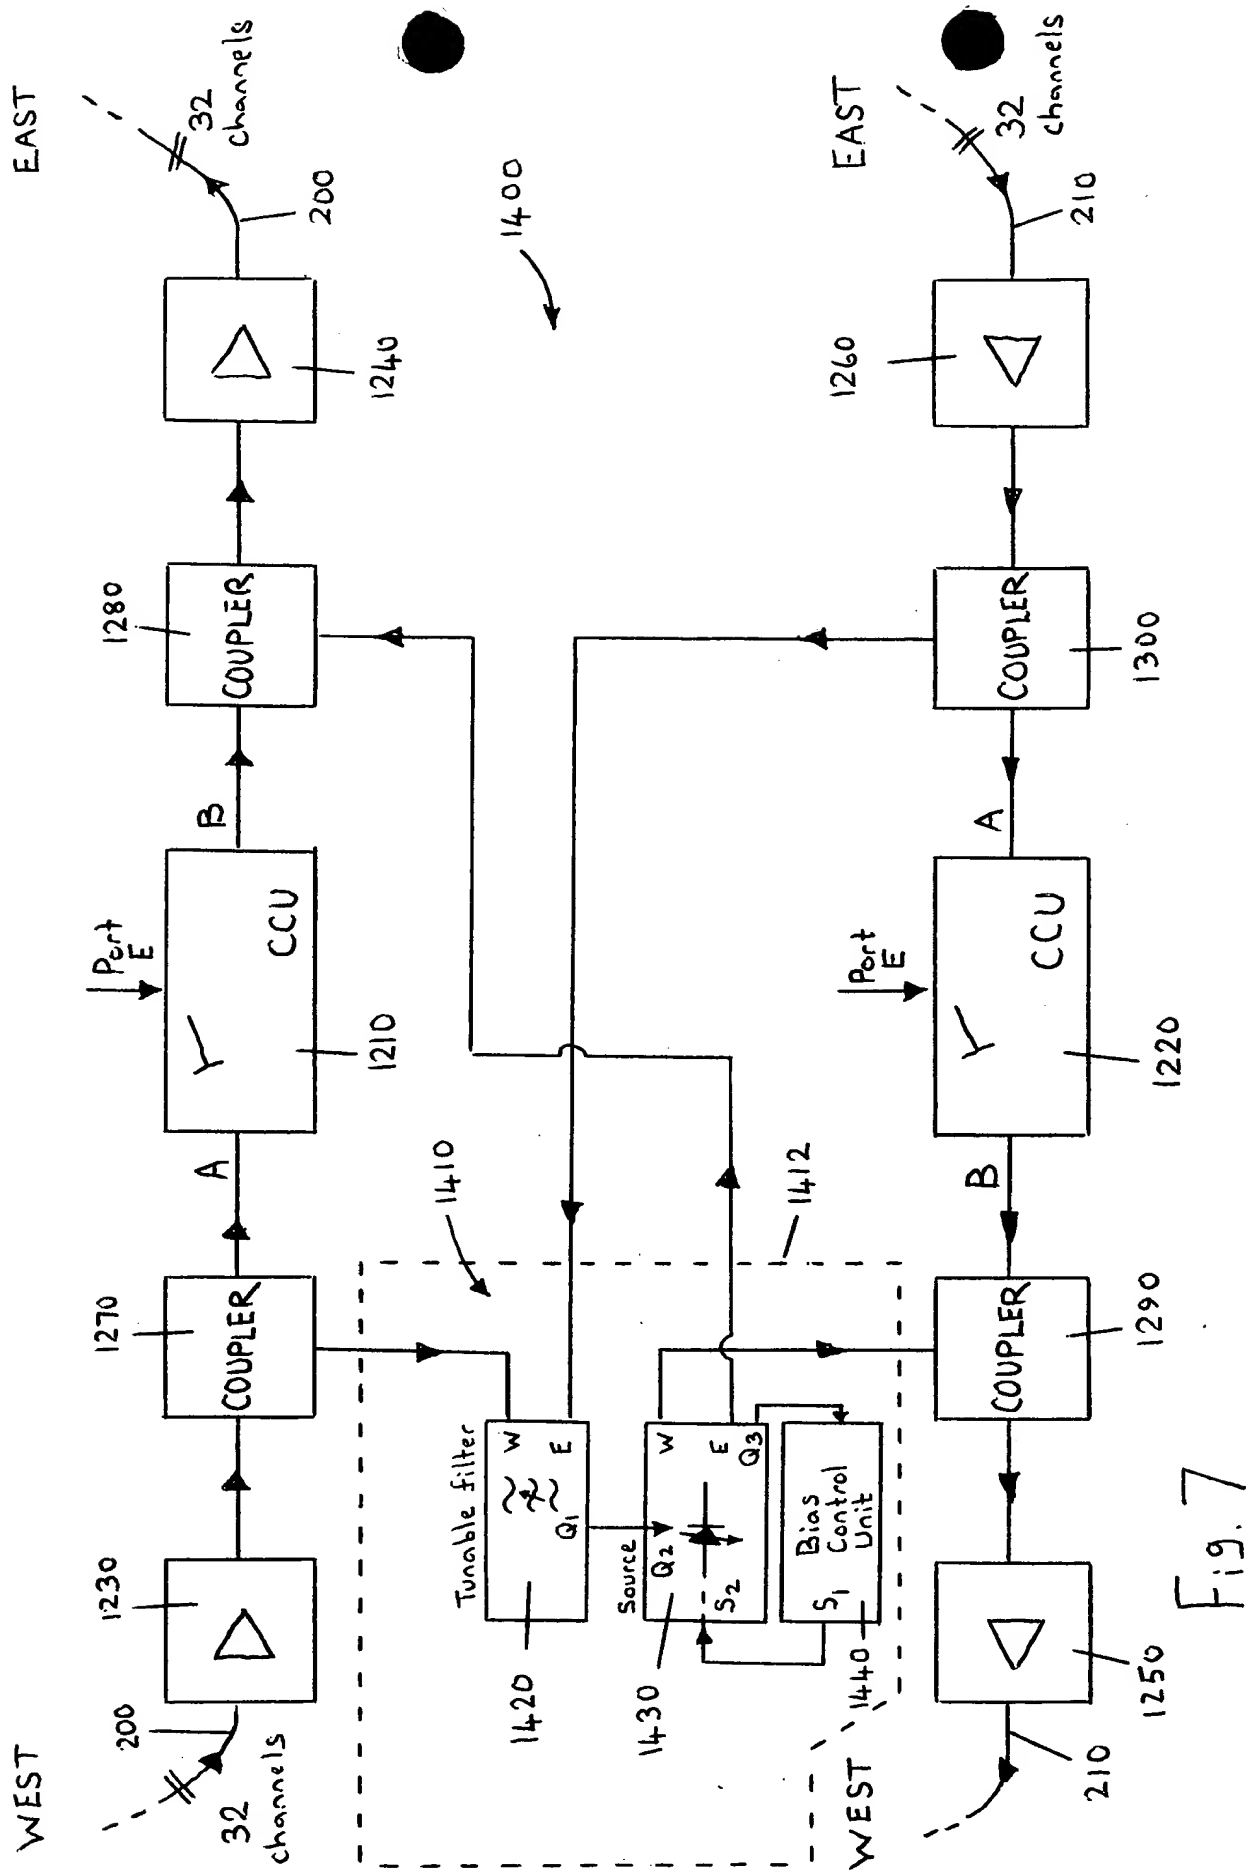 WEST
EAST
200
32
channels
1230
1270
COUPLER
A
Port
E
CCU
1210
B
1280
COUPLER
1240
200
32
channels
1400
1410
1412
Tunable filter
W
E
Q1
1420
Source
Q2
W
E
Q3
S2
1430
Bias
Control
Unit
S1
1440
WEST
EAST
210
1250
COUPLER
1290
B
Port
E
CCU
1220
A
COUPLER
1300
1260
210
32
channels
Fig. 7